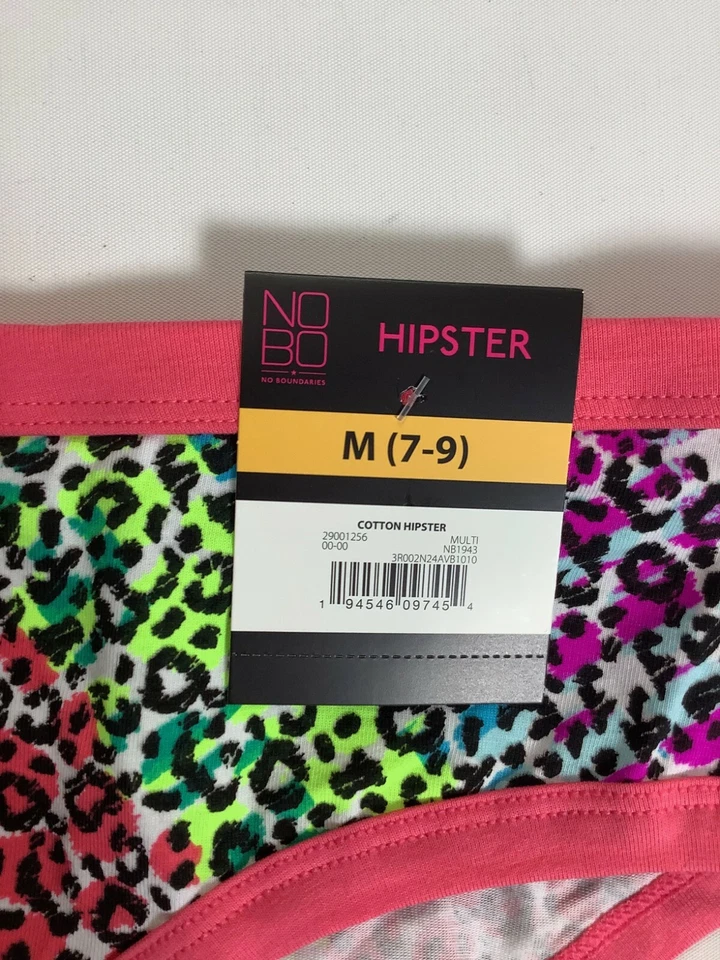 NO
BO
NO BOUNDARIES
HIPSTER
M (7-9)
COTTON HIPSTER
29001256 MULTI
00-00 NB1943
3R002N24AVB1010
1 94546 09745 4